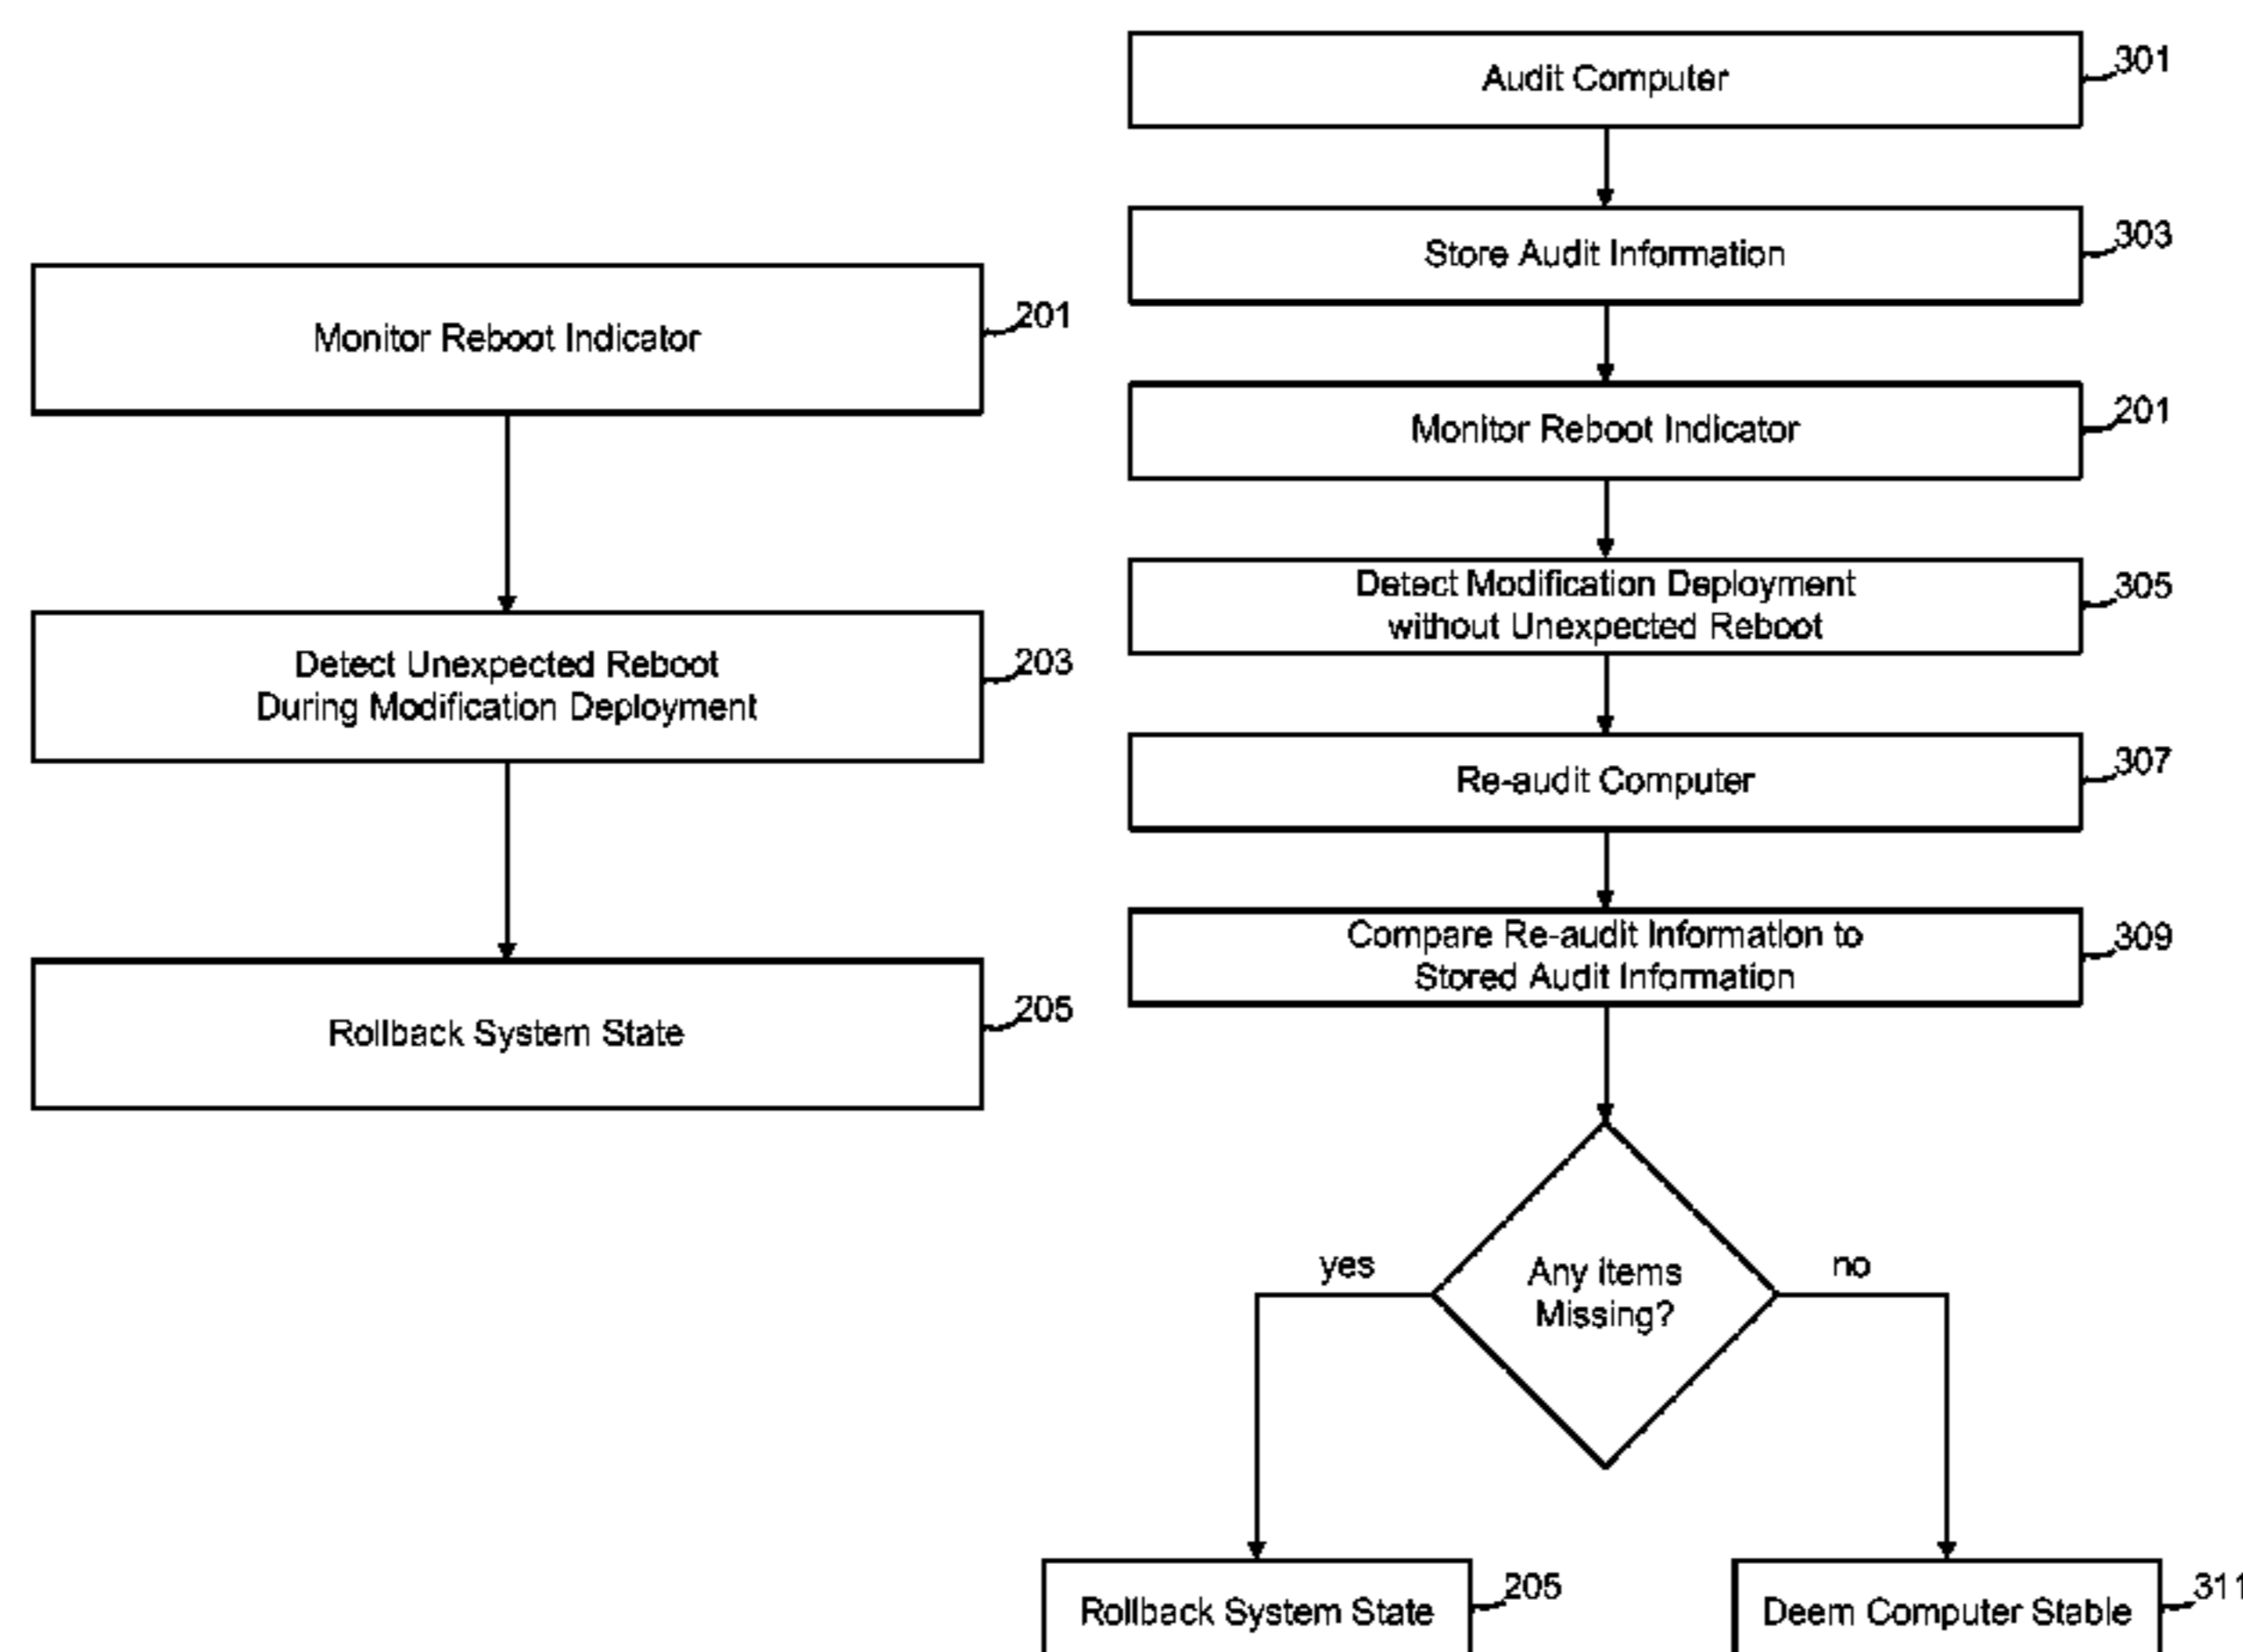 Monitor Reboot Indicator
201
Detect Unexpected Reboot
During Modification Deployment
203
Rollback System State
205
Audit Computer
301
Store Audit Information
303
Monitor Reboot Indicator
201
Detect Modification Deployment
without Unexpected Reboot
305
Re-audit Computer
307
Compare Re-audit Information to
Stored Audit Information
309
yes
Any Items
Missing?
no
Rollback System State
205
Deem Computer Stable
311